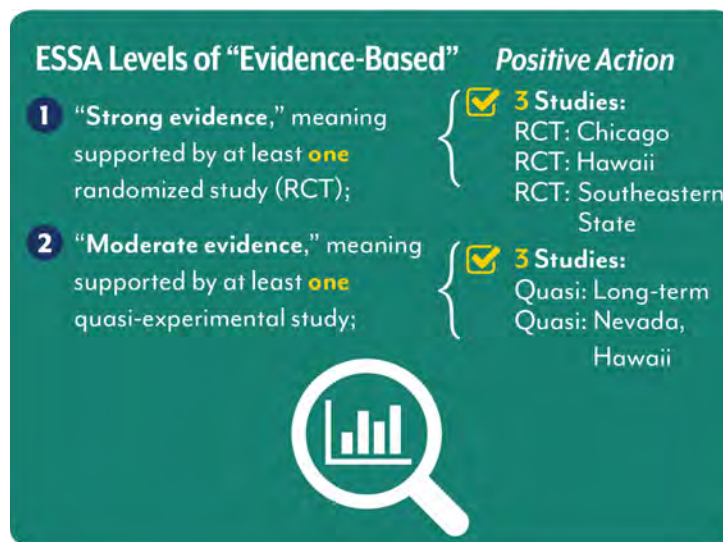 ESSA Levels of “Evidence-Based”
Positive Action
1 “Strong evidence,” meaning
supported by at least one
randomized study (RCT);
3 Studies:
RCT: Chicago
RCT: Hawaii
RCT: Southeastern
State
2 “Moderate evidence,” meaning
supported by at least one
quasi-experimental study;
3 Studies:
Quasi: Long-term
Quasi: Nevada,
Hawaii